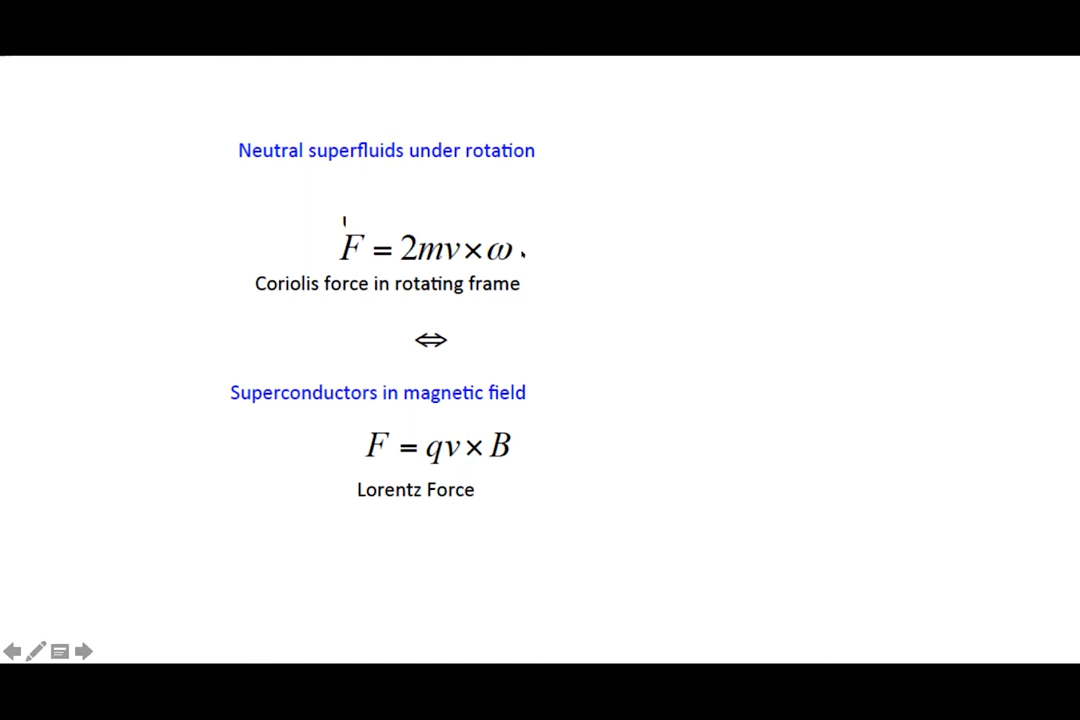 Neutral superfluids under rotation
F = 2mv × ω
Coriolis force in rotating frame
⇔
Superconductors in magnetic field
F = qv × B
Lorentz Force